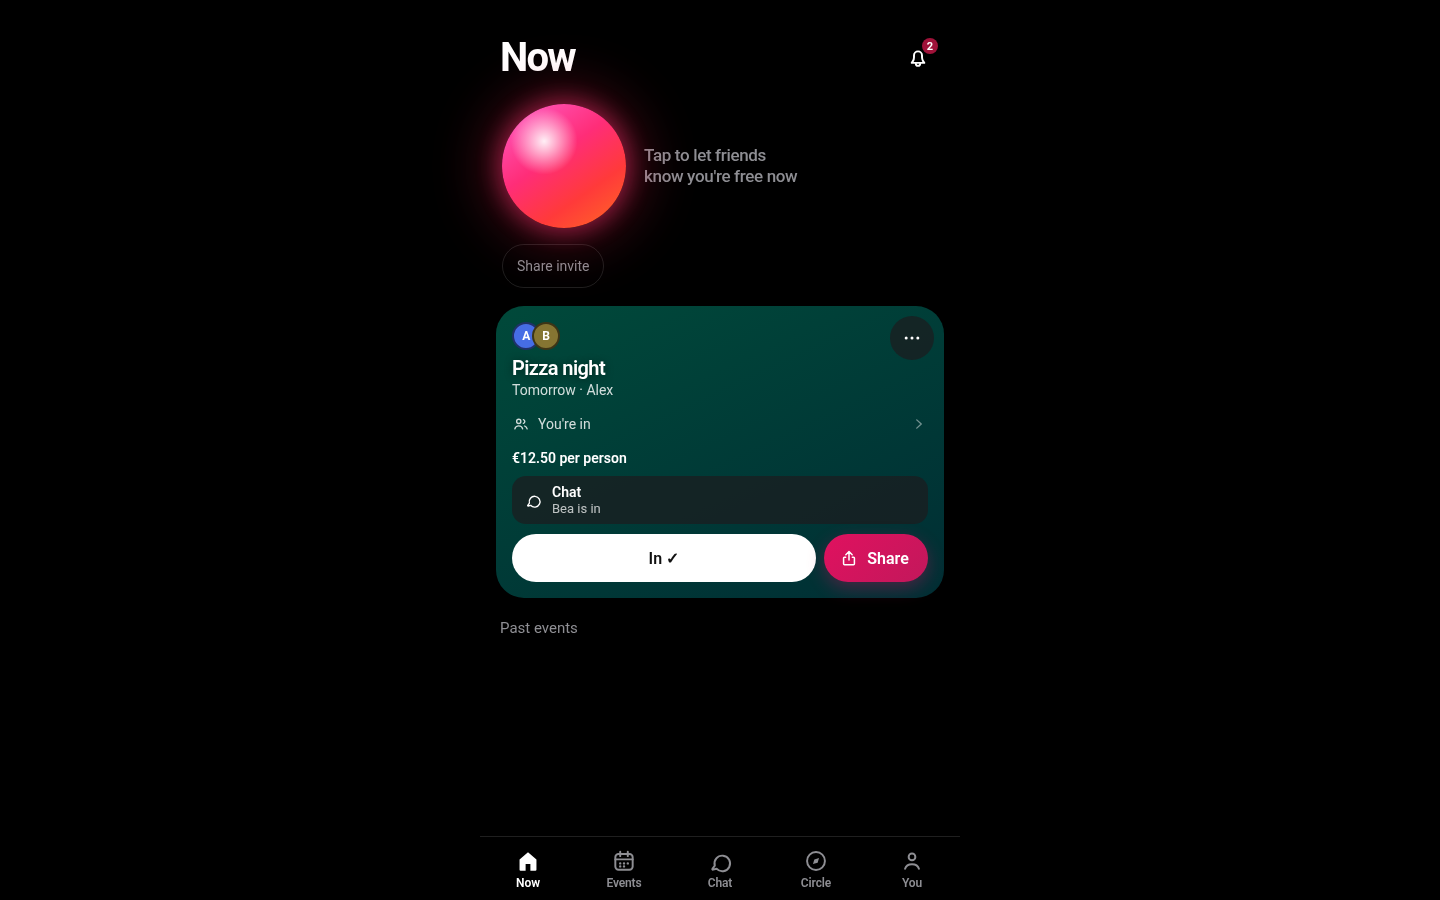 Now
2
Tap to let friends
know you're free now
Share invite
A B
Pizza night
Tomorrow · Alex
You're in
€12.50 per person
Chat
Bea is in
In ✓
Share
Past events
Now Events Chat Circle You